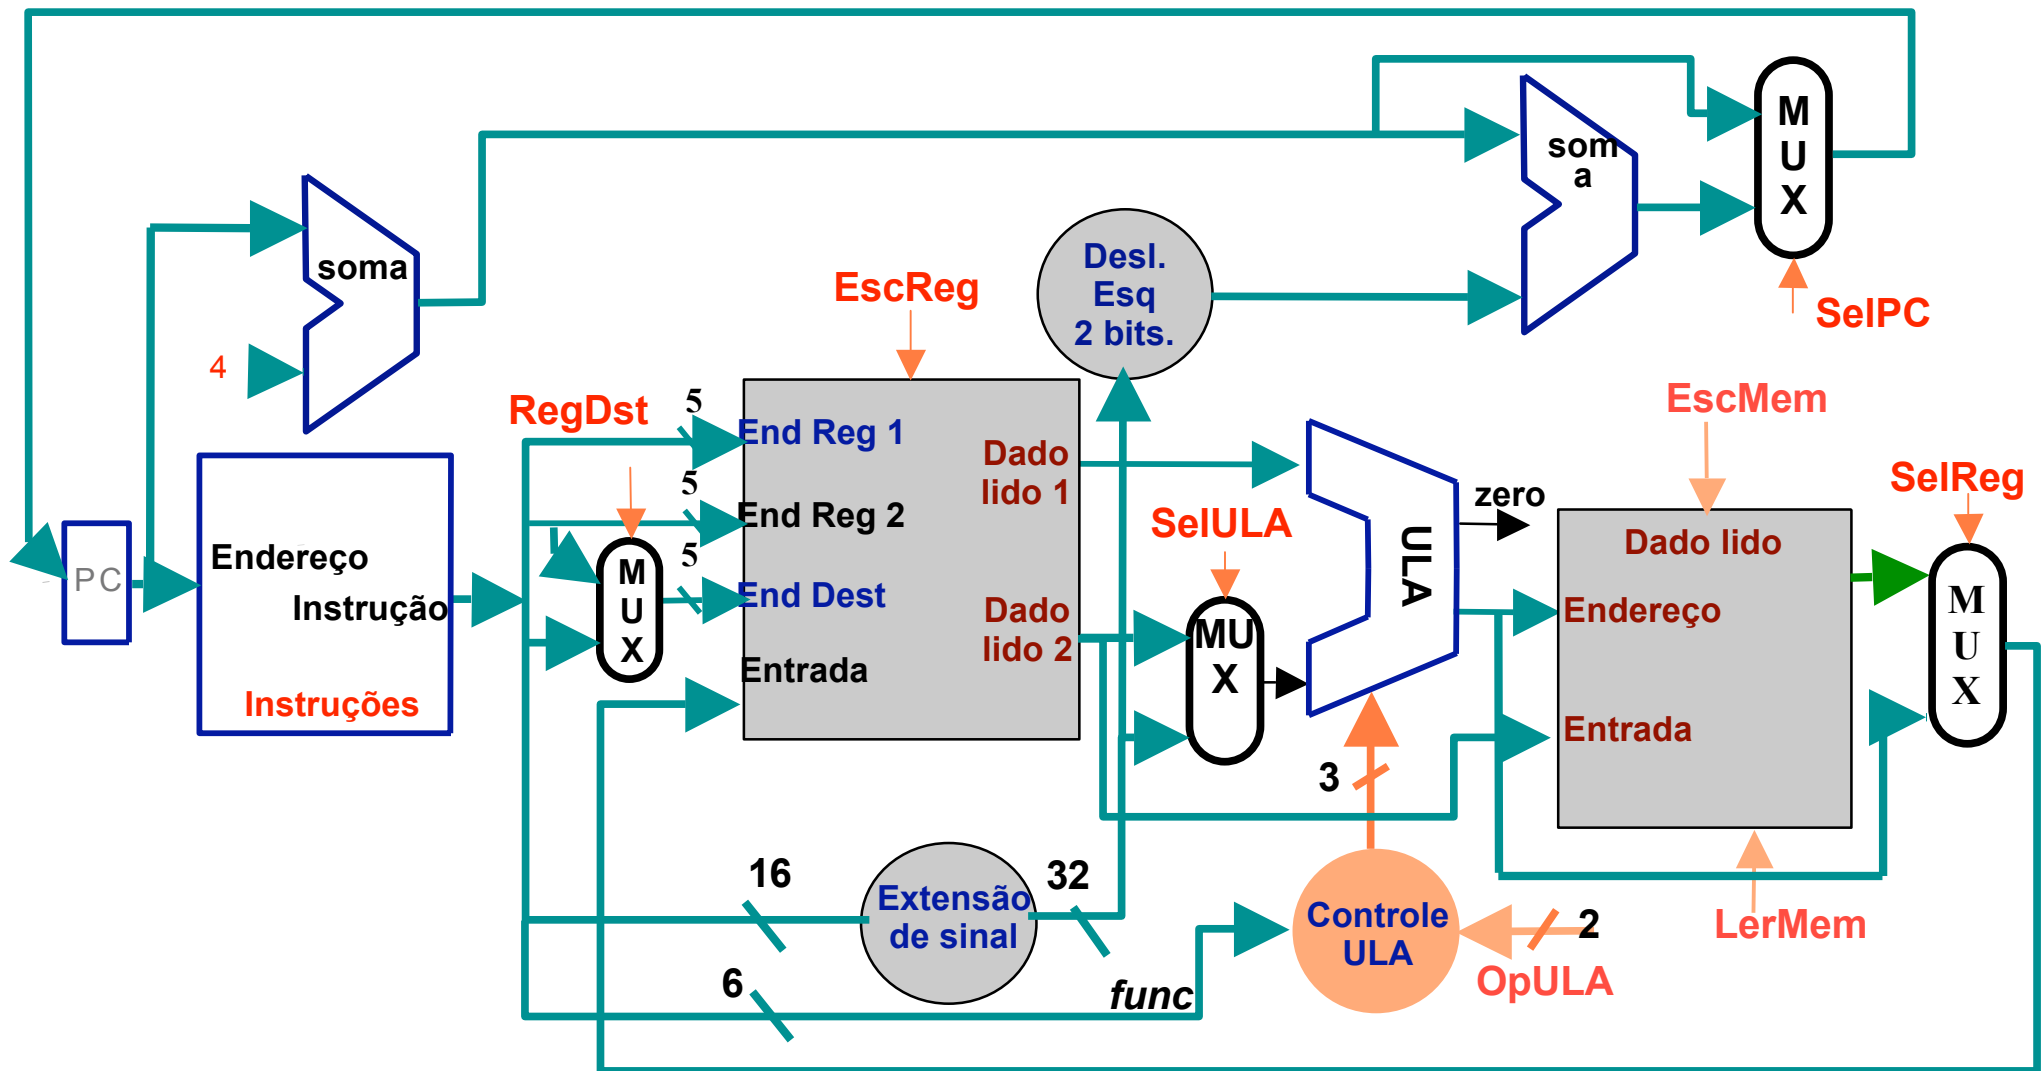 M
U
X
som
a
SelPC
soma
4
Desl.
Esq
2 bits.
EscReg
RegDst
5
End Reg 1
Dado
lido 1
5
End Reg 2
5
End Dest
Dado
lido 2
Entrada
M
U
X
PC
Endereço
Instrução
Instruções
SelULA
MU
X
ULA
zero
EscMem
Dado lido
Endereço
Entrada
SelReg
M
U
X
3
16
Extensão
de sinal
32
6
func
Controle
ULA
2
OpULA
LerMem